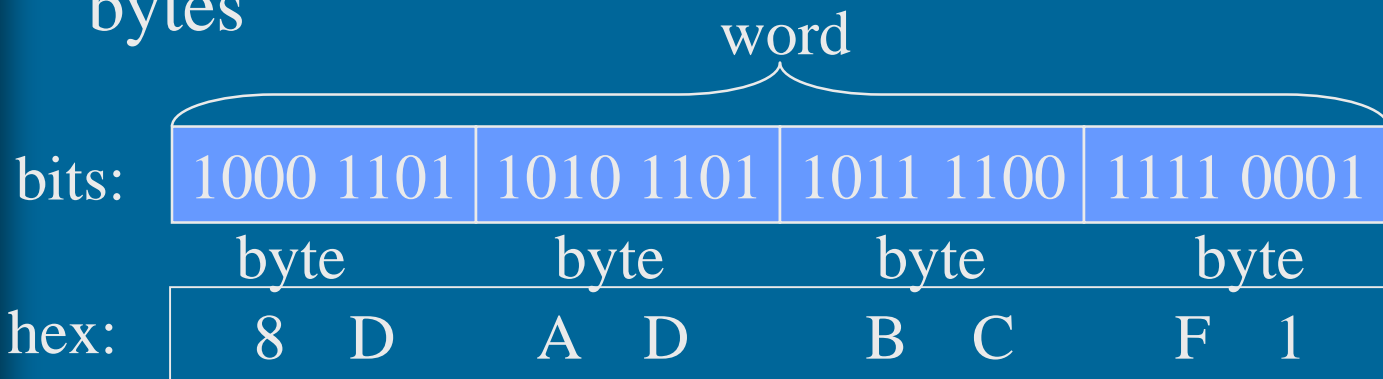 bytes
word
bits: 1000 1101 1010 1101 1011 1100 1111 0001
byte byte byte byte
hex: 8 D A D B C F 1